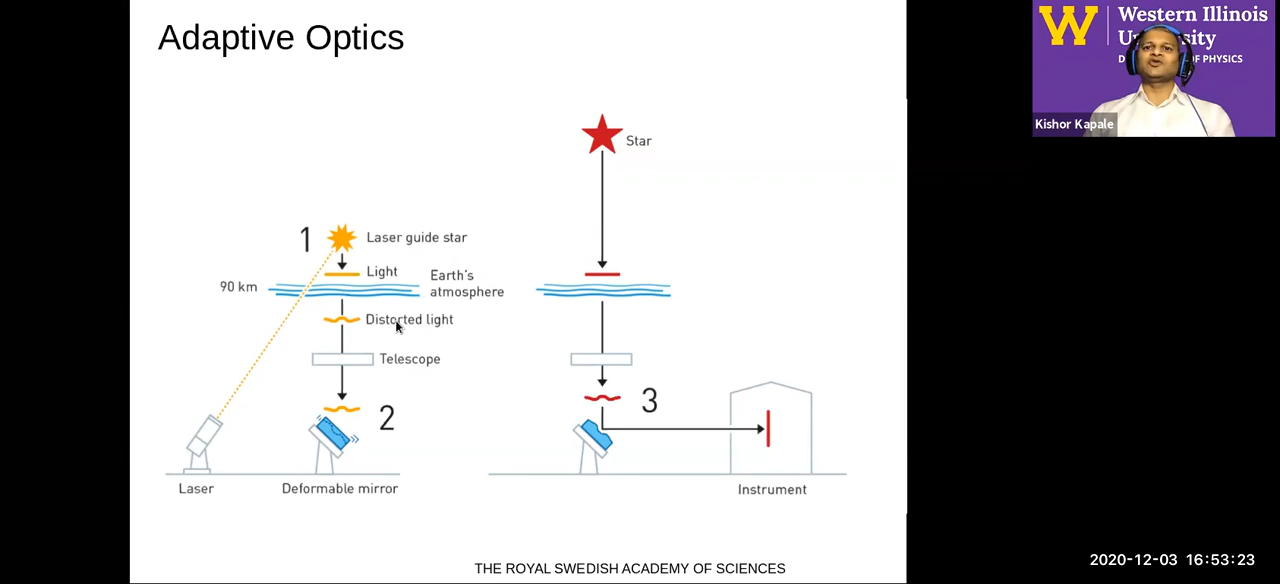 Adaptive Optics
Western Illinois
D
OF PHYSICS
Kishor Kapale
Star
1
Laser guide star
Light
Earth's
atmosphere
90 km
Distorted light
Telescope
2
3
Laser
Deformable mirror
Instrument
THE ROYAL SWEDISH ACADEMY OF SCIENCES
2020-12-03 16:53:23